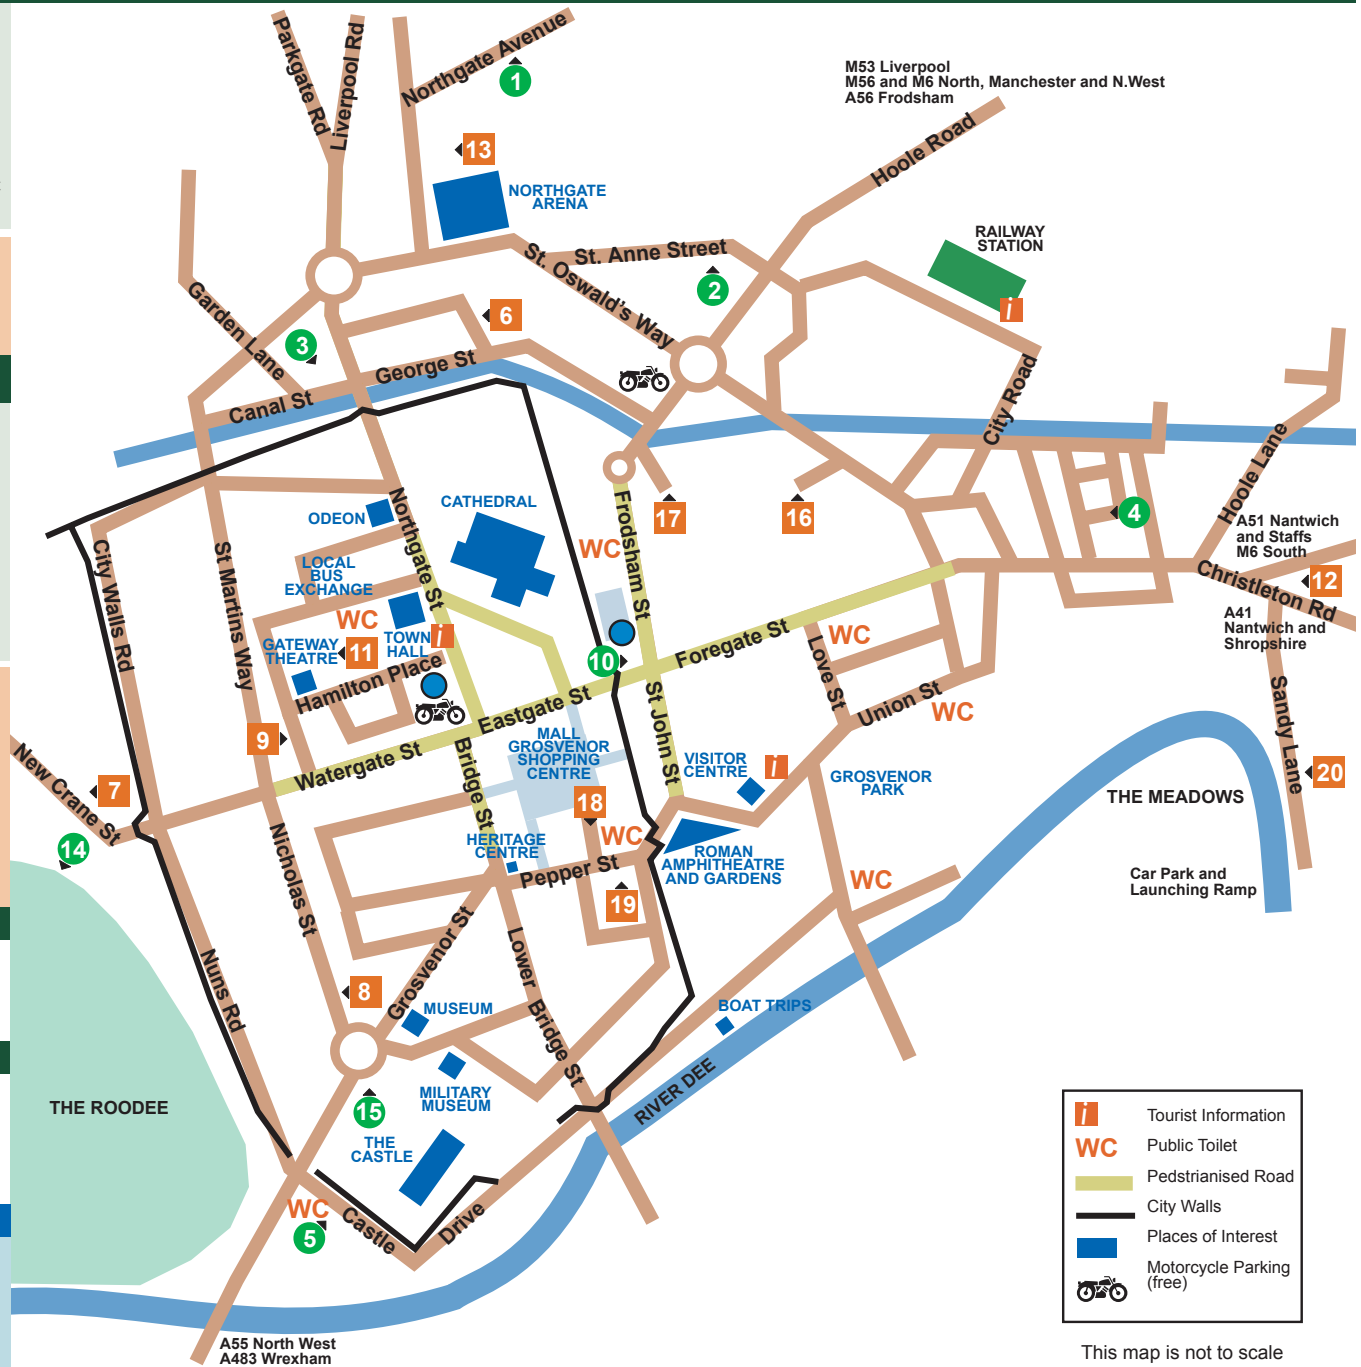 Parkgate Rd
Liverpool Rd
Northgate Avenue
1
M53 Liverpool
M56 and M6 North, Manchester and N.West
A56 Frodsham
13
Hoole Road
NORTHGATE
ARENA
RAILWAY
STATION
St. Anne Street
St. Oswald's Way
2
i
Garden Lane
6
3
George St
Canal St
City Road
Hoole Lane
CATHEDRAL
ODEON
Northgate St
Frodsham St
17
16
4
A51 Nantwich
and Staffs
M6 South
WC
City Walls Rd
St Martins Way
LOCAL
BUS
EXCHANGE
Christleton Rd
12
WC
TOWN
HALL
i
GATEWAY
THEATRE
11
10
Foregate St
WC
Love St
A41
Nantwich and
Shropshire
Hamilton Place
St John St
Union St
WC
Sandy Lane
9
Eastgate St
Watergate St
Bridge St
MALL
GROSVENOR
SHOPPING
CENTRE
VISITOR
CENTRE
i
GROSVENOR
PARK
New Crane St
7
THE MEADOWS
20
18
14
Nicholas St
HERITAGE
CENTRE
WC
Pepper St
ROMAN
AMPHITHEATRE
AND GARDENS
WC
Car Park and
Launching Ramp
19
Nuns Rd
Grosvenor St
Lower Bridge St
8
MUSEUM
BOAT TRIPS
MILITARY
MUSEUM
RIVER DEE
THE ROODEE
15
THE
CASTLE
WC
5
Castle Drive
i Tourist Information
WC Public Toilet
Pedstrianised Road
City Walls
Places of Interest
Motorcycle Parking
(free)
A55 North West
A483 Wrexham
This map is not to scale